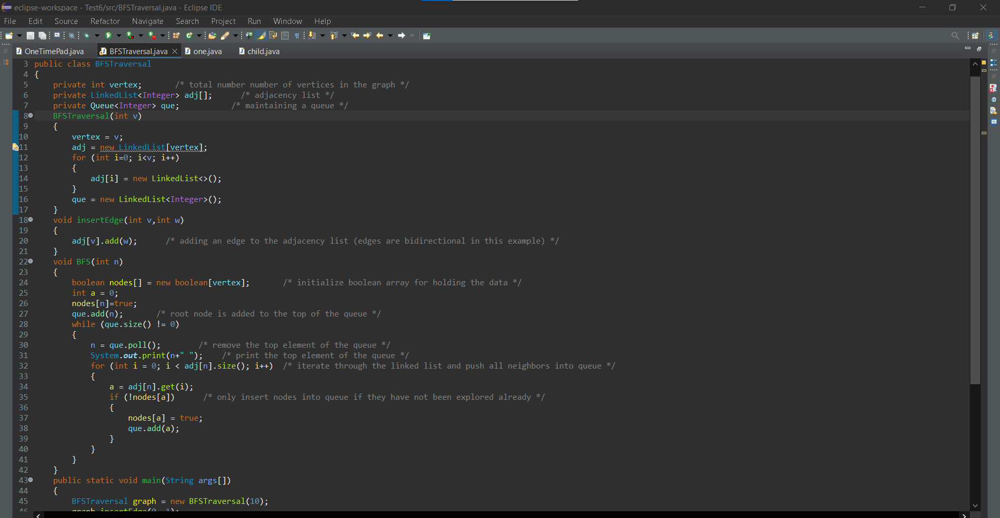 eclipse-workspace - Test6/src/BFSTraversal.java - Eclipse IDE
File Edit Source Refactor Navigate Search Project Run Window Help
OneTimePad.java BFSTraversal.java one.java child.java
3 public class BFSTraversal
4 {
5 private int vertex; /* total number number of vertices in the graph */
6 private LinkedList<Integer> adj[]; /* adjacency list */
7 private Queue<Integer> que; /* maintaining a queue */
8 BFSTraversal(int v)
9 {
10 vertex = v;
11 adj = new LinkedList[vertex];
12 for (int i=0; i<v; i++)
13 {
14 adj[i] = new LinkedList<>();
15 }
16 que = new LinkedList<Integer>();
17 }
18 void insertEdge(int v,int w)
19 {
20 adj[v].add(w); /* adding an edge to the adjacency list (edges are bidirectional in this example) */
21 }
22 void BFS(int n)
23 {
24 boolean nodes[] = new boolean[vertex]; /* initialize boolean array for holding the data */
25 int a = 0;
26 nodes[n]=true;
27 que.add(n); /* root node is added to the top of the queue */
28 while (que.size() != 0)
29 {
30 n = que.poll(); /* remove the top element of the queue */
31 System.out.print(n+" "); /* print the top element of the queue */
32 for (int i = 0; i < adj[n].size(); i++) /* iterate through the linked list and push all neighbors into queue */
33 {
34 a = adj[n].get(i);
35 if (!nodes[a]) /* only insert nodes into queue if they have not been explored already */
36 {
37 nodes[a] = true;
38 que.add(a);
39 }
40 }
41 }
42 }
43 public static void main(String args[])
44 {
45 BFSTraversal graph = new BFSTraversal(10);
46 graph.insertEdge(0, 1);